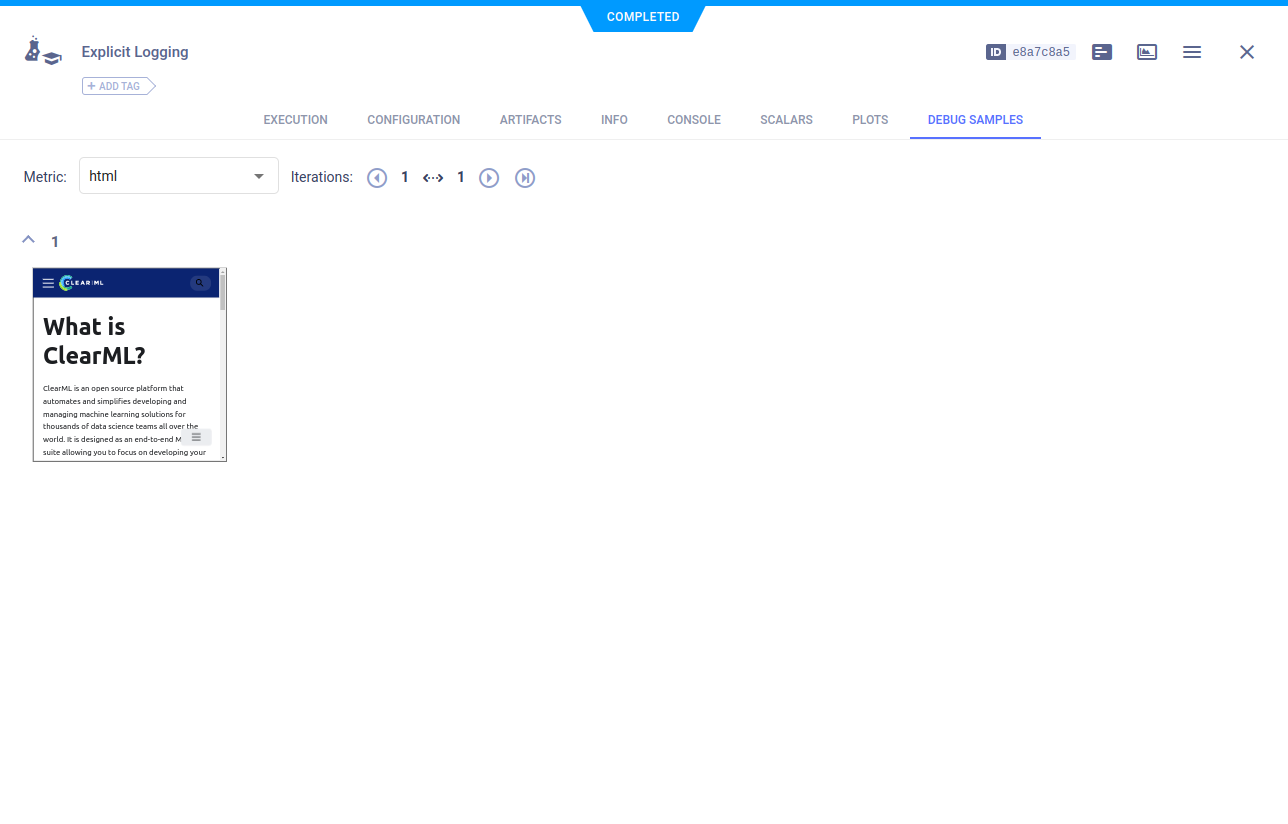 COMPLETED
Explicit Logging
ID e8a7c8a5
+ ADD TAG
EXECUTION CONFIGURATION ARTIFACTS INFO CONSOLE SCALARS PLOTS DEBUG SAMPLES
Metric: html Iterations: 1 1
1
CLEAR|ML
What is
ClearML?
ClearML is an open source platform that
automates and simplifies developing and
managing machine learning solutions for
thousands of data science teams all over the
world. It is designed as an end-to-end M
suite allowing you to focus on developing your